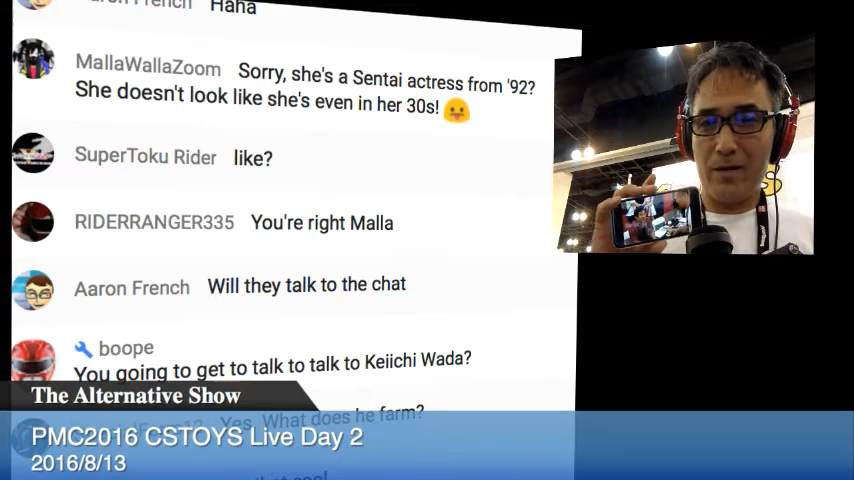 French Haha
MallaWallaZoom Sorry, she's a Sentai actress from '92?
She doesn't look like she's even in her 30s!
SuperToku Rider like?
RIDERRANGER335 You're right Malla
Aaron French Will they talk to the chat
boope
You going to get to talk to talk to Keiichi Wada?
Yes. What does he farm?
The Alternative Show
PMC2016 CSTOYS Live Day 2
2016/8/13